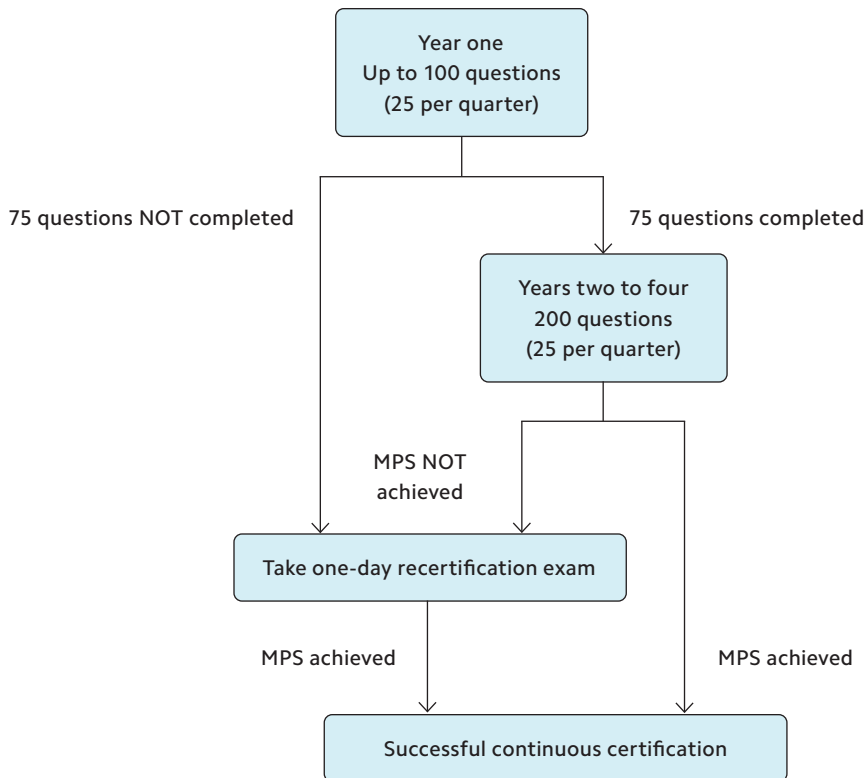 Year one
Up to 100 questions
(25 per quarter)
75 questions NOT completed
75 questions completed
Years two to four
200 questions
(25 per quarter)
MPS NOT
achieved
Take one-day recertification exam
MPS achieved
MPS achieved
Successful continuous certification